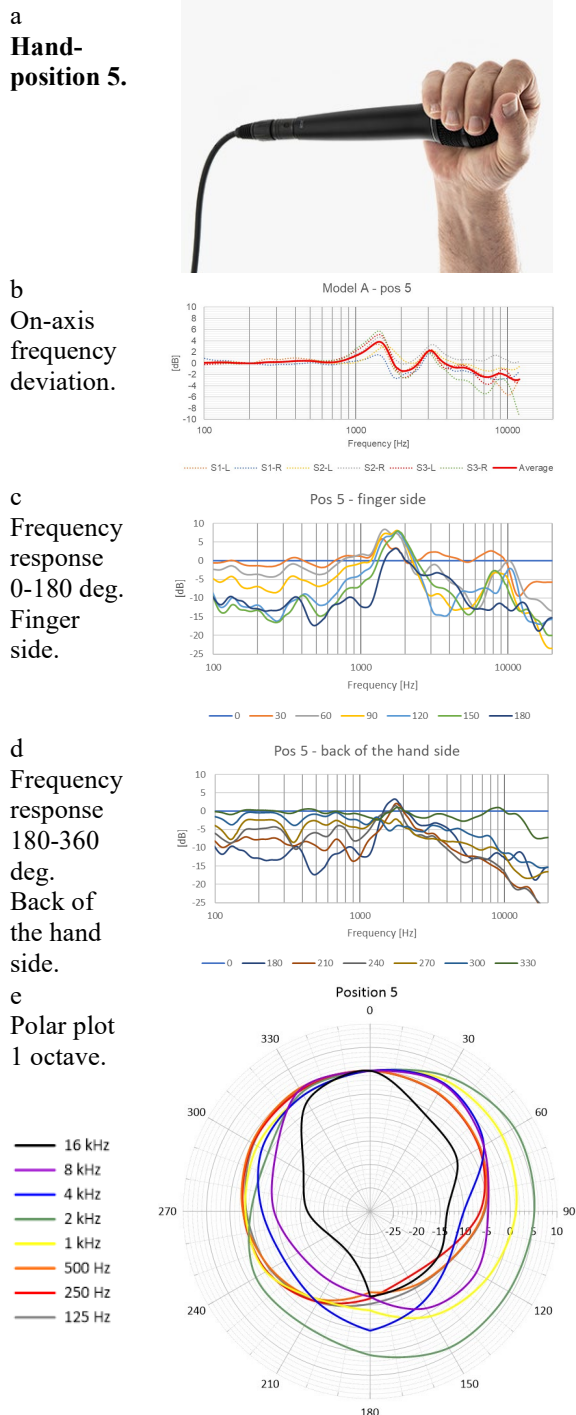 a
Hand-
position 5.
b
On-axis
frequency
deviation.
Model A - pos 5
10
8
6
4
2
0
-2
-4
-6
-8
-10
[dB]
100
1000
10000
Frequency [Hz]
S1-L
S1-R
S2-L
S2-R
S3-L
S3-R
Average
c
Frequency
response
0-180 deg.
Finger
side.
Pos 5 - finger side
10
5
0
-5
-10
-15
-20
-25
[dB]
100
1000
10000
Frequency [Hz]
0
30
60
90
120
150
180
d
Frequency
response
180-360
deg.
Back of
the hand
side.
Pos 5 - back of the hand side
10
5
0
-5
-10
-15
-20
-25
[dB]
100
1000
10000
Frequency [Hz]
0
180
210
240
270
300
330
e
Polar plot
1 octave.
16 kHz
8 kHz
4 kHz
2 kHz
1 kHz
500 Hz
250 Hz
125 Hz
Position 5
0
330
30
300
60
270
-25
-20
-15
-10
-5
0
5
10
90
240
120
210
150
180